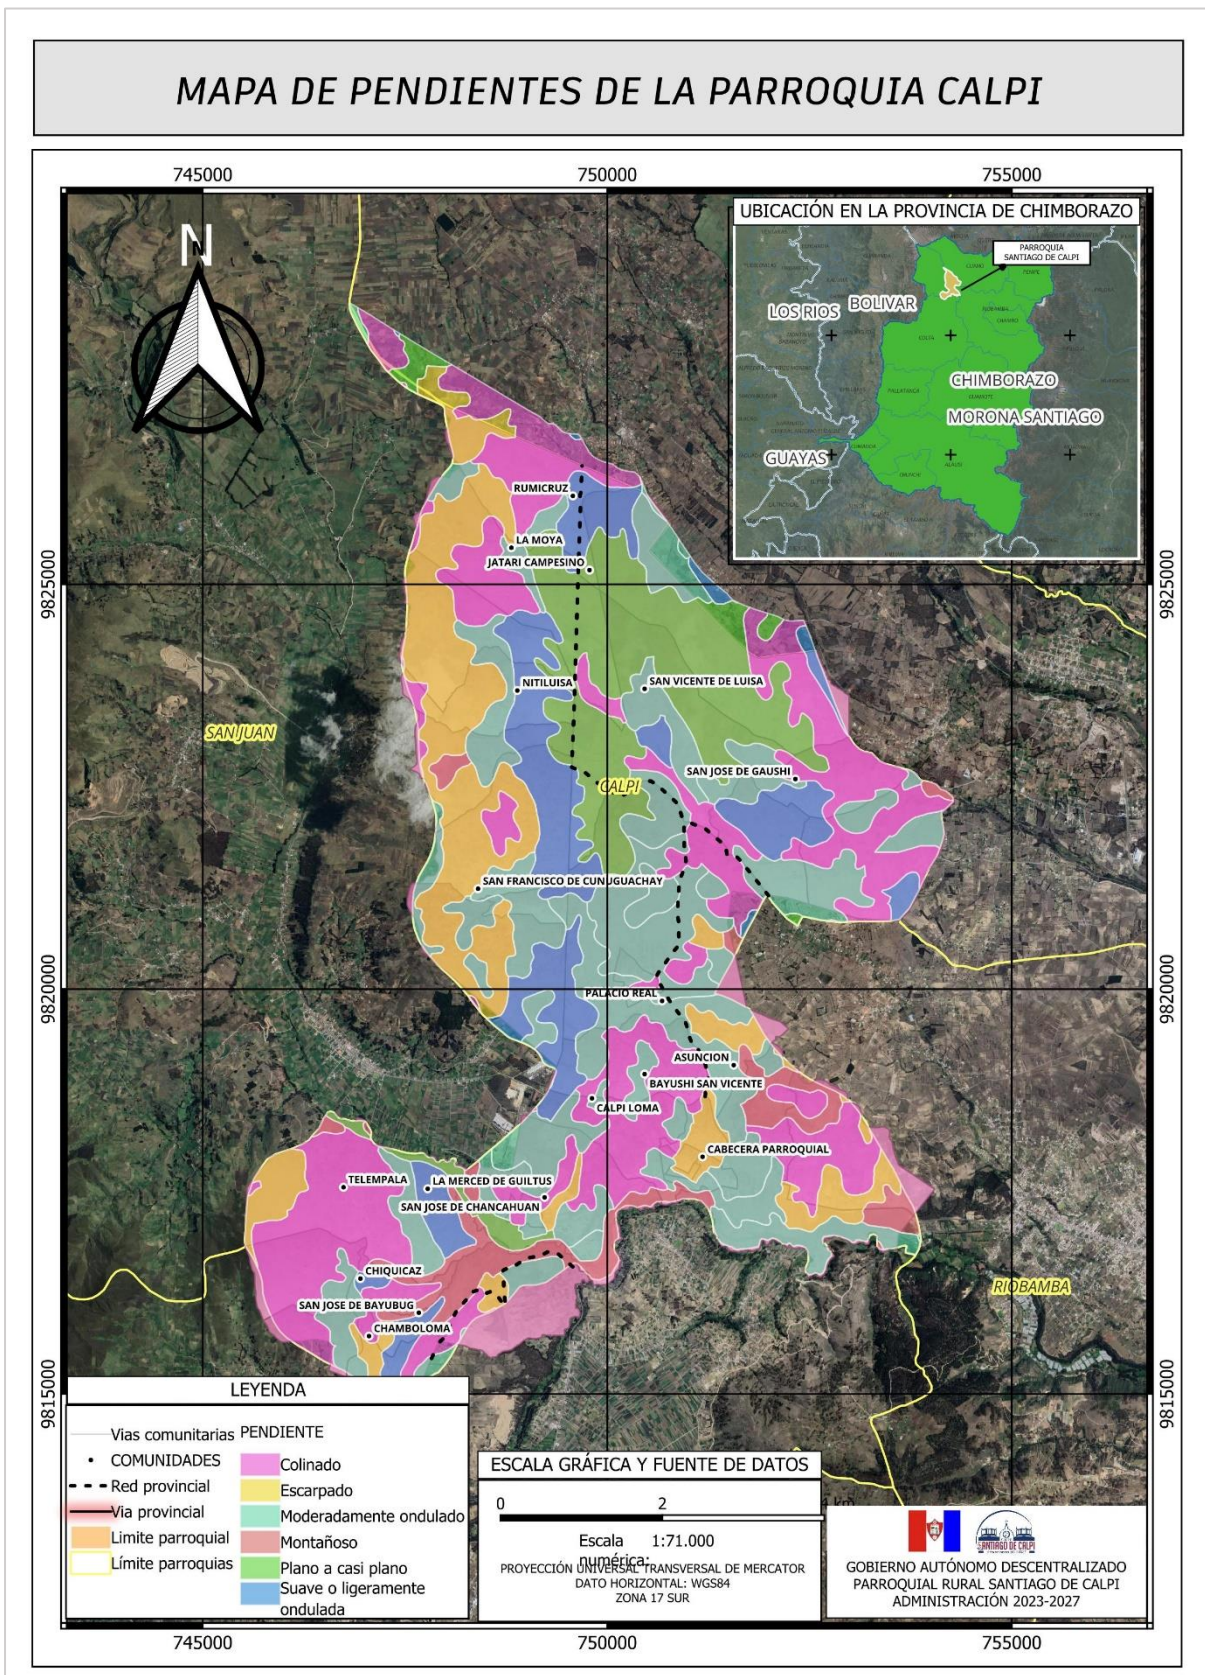 MAPA DE PENDIENTES DE LA PARROQUIA CALPI
745000
750000
755000
N
N
UBICACIÓN EN LA PROVINCIA DE CHIMBORAZO
PARROQUIA
SANTIAGO DE CALPI
BOLIVAR
LOS RIOS
CHIMBORAZO
MORONA SANTIAGO
GUAYAS
RUMICRUZ
LA MOYA
JATARI CAMPESINO
9825000
9825000
NITILUISA
SAN VICENTE DE LUISA
SAN JUAN
SAN JOSE DE GAUSHI
CALPI
SAN FRANCISCO DE CUNUGUACHAY
9820000
9820000
PALACIO REAL
ASUNCION
BAYUSHI SAN VICENTE
CALPI LOMA
CABECERA PARROQUIAL
TELEMPALA
LA MERCED DE GUILTUS
SAN JOSE DE CHANCAHUAN
CHIQUICAZ
RIOBAMBA
SAN JOSE DE BAYUBUG
CHAMBOLOMA
9815000
9815000
LEYENDA
Vias comunitarias
COMUNIDADES
Red provincial
Via provincial
Limite parroquial
Límite parroquias
PENDIENTE
Colinado
Escarpado
Moderadamente ondulado
Montañoso
Plano a casi plano
Suave o ligeramente
ondulada
ESCALA GRÁFICA Y FUENTE DE DATOS
0 2 4 km
Escala 1:71.000
numérica:
PROYECCIÓN UNIVERSAL TRANSVERSAL DE MERCATOR
DATO HORIZONTAL: WGS84
ZONA 17 SUR
SANTIAGO DE CALPI
GOBIERNO AUTÓNOMO DESCENTRALIZADO
PARROQUIAL RURAL SANTIAGO DE CALPI
ADMINISTRACIÓN 2023-2027
745000
750000
755000